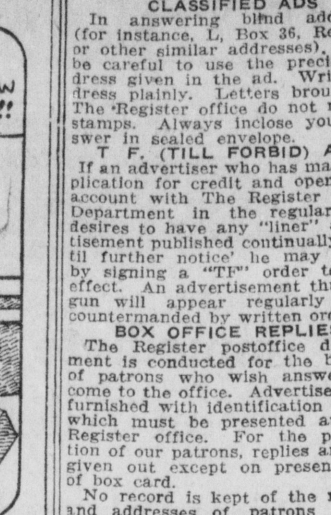 CLASSIFIED ADS
In answering blind add
(for instance, L, Box 36, Re
or other similar addresses),
be careful to use the preci
dress given in the ad. Wri
dress plainly. Letters brou
The Register office do not
stamps. Always inclose you
swer in sealed envelope.
T F. (TILL FORBID) A
If an advertiser who has ma
plication for credit and oper
account with The Register
Department in the regular
desires to have any "liner"
tisement published continuall
til further notice' he may
by signing a "TF" order t
effect. An advertisement th
gun will appear regularly
countermanded by written or
BOX OFFICE REPLIE
The Register postoffice d
ment is conducted for the b
of patrons who wish answe
come to the office. Advertise
furnished with identification
which must be presented a
Register office. For the p
tion of our patrons, replies a
given out except on presen
of box card.
No record is kept of the
and addresses of patrons
!!